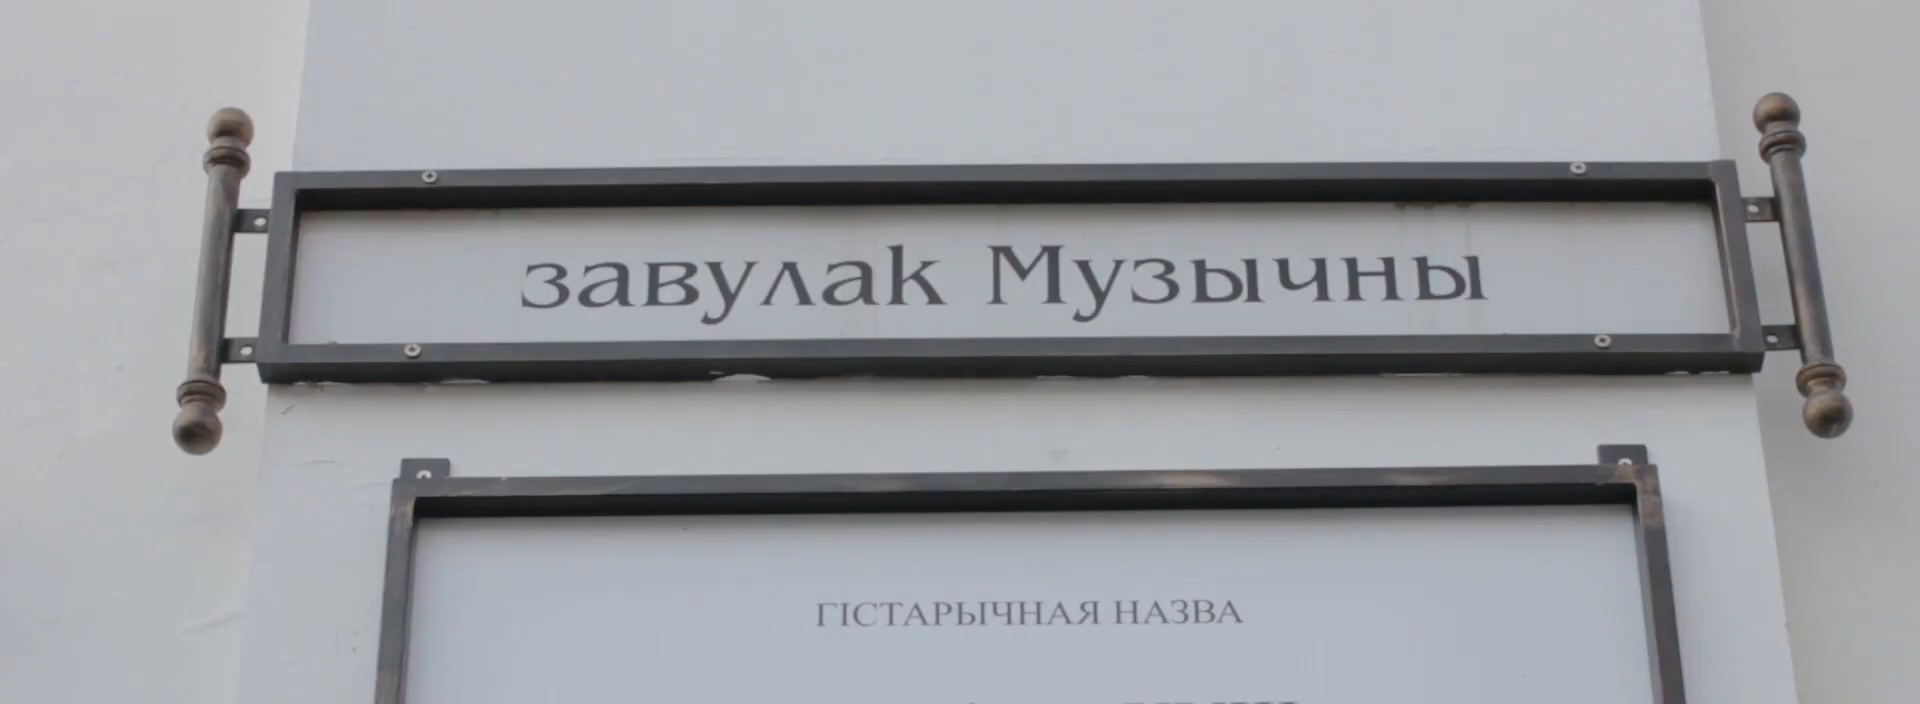 завулак Музычны
ГІСТАРЫЧНАЯ НАЗВА